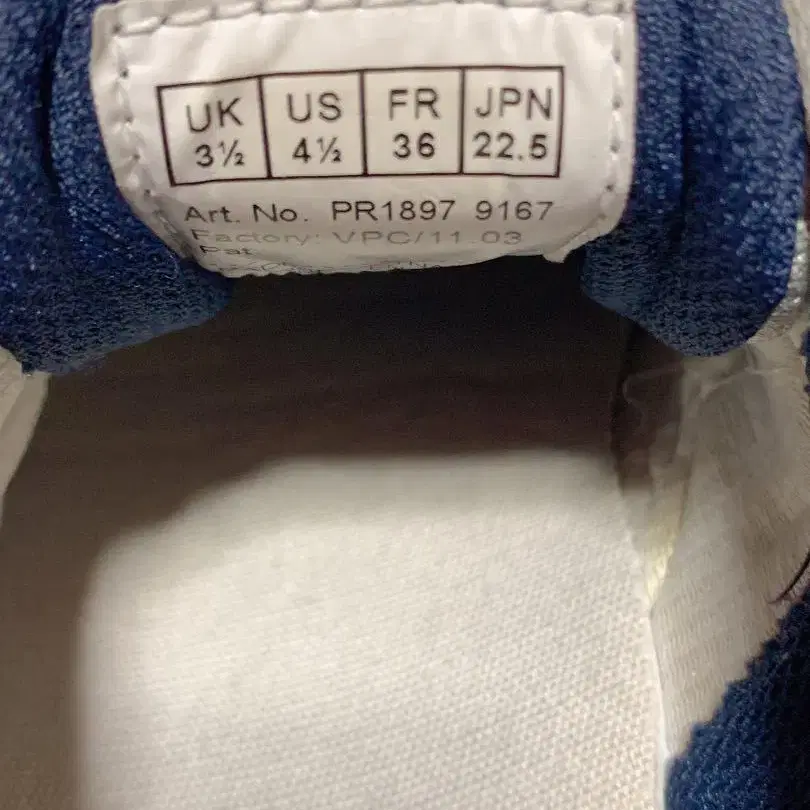 UK US FR JPN
3½ 4½ 36 22.5
Art. No. PR1897 9167
Factory: VPC/11.03
Pat